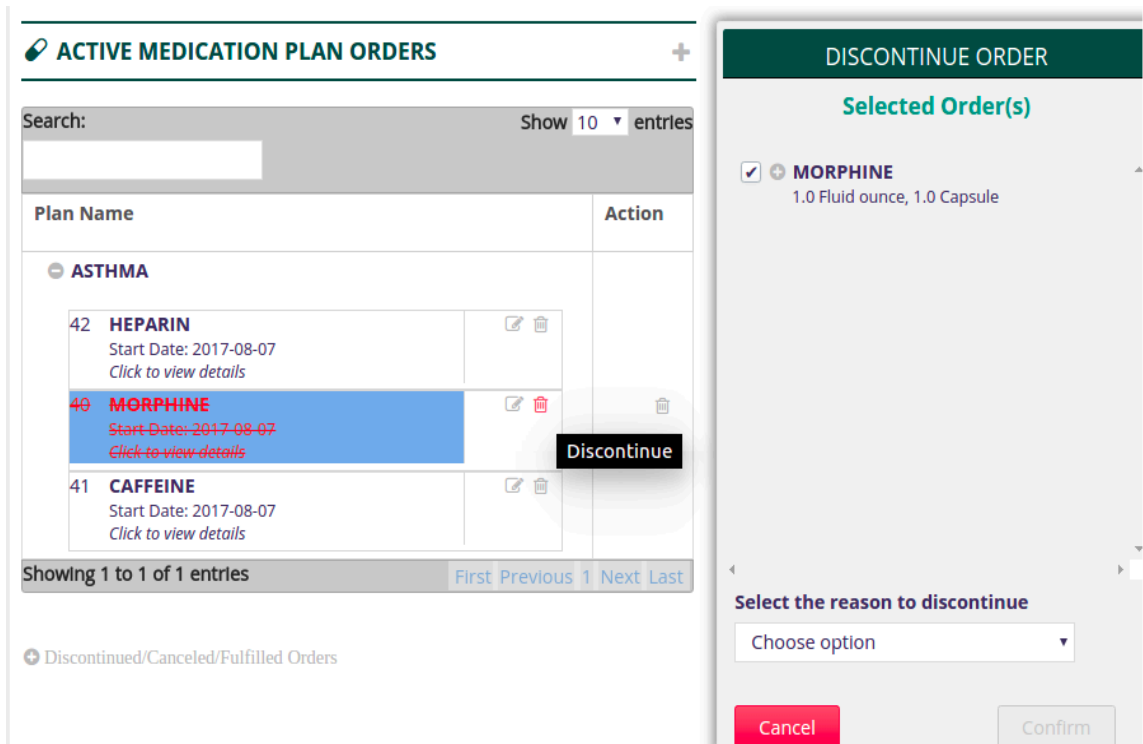 ACTIVE MEDICATION PLAN ORDERS
Search:
Show 10 entries
Plan Name Action
ASTHMA
42 HEPARIN
Start Date: 2017-08-07
Click to view details
40 MORPHINE
Start Date: 2017-08-07
Click to view details
Discontinue
41 CAFFEINE
Start Date: 2017-08-07
Click to view details
Showing 1 to 1 of 1 entries
First Previous 1 Next Last
Discontinued/Canceled/Fulfilled Orders
DISCONTINUE ORDER
Selected Order(s)
MORPHINE
1.0 Fluid ounce, 1.0 Capsule
Select the reason to discontinue
Choose option
Cancel Confirm